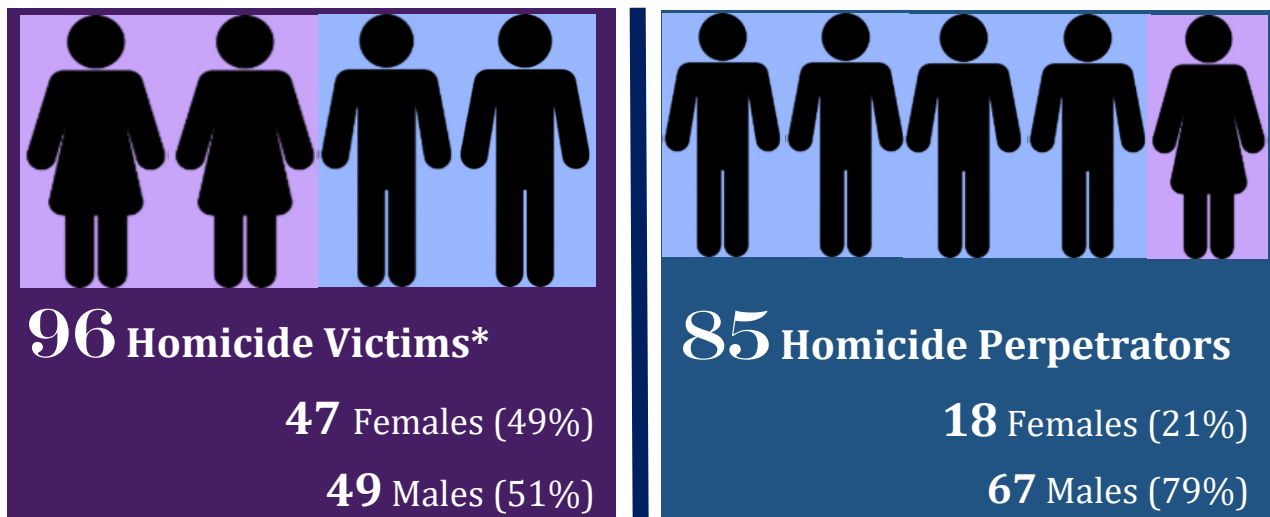 96 Homicide Victims*
47 Females (49%)
49 Males (51%)
85 Homicide Perpetrators
18 Females (21%)
67 Males (79%)